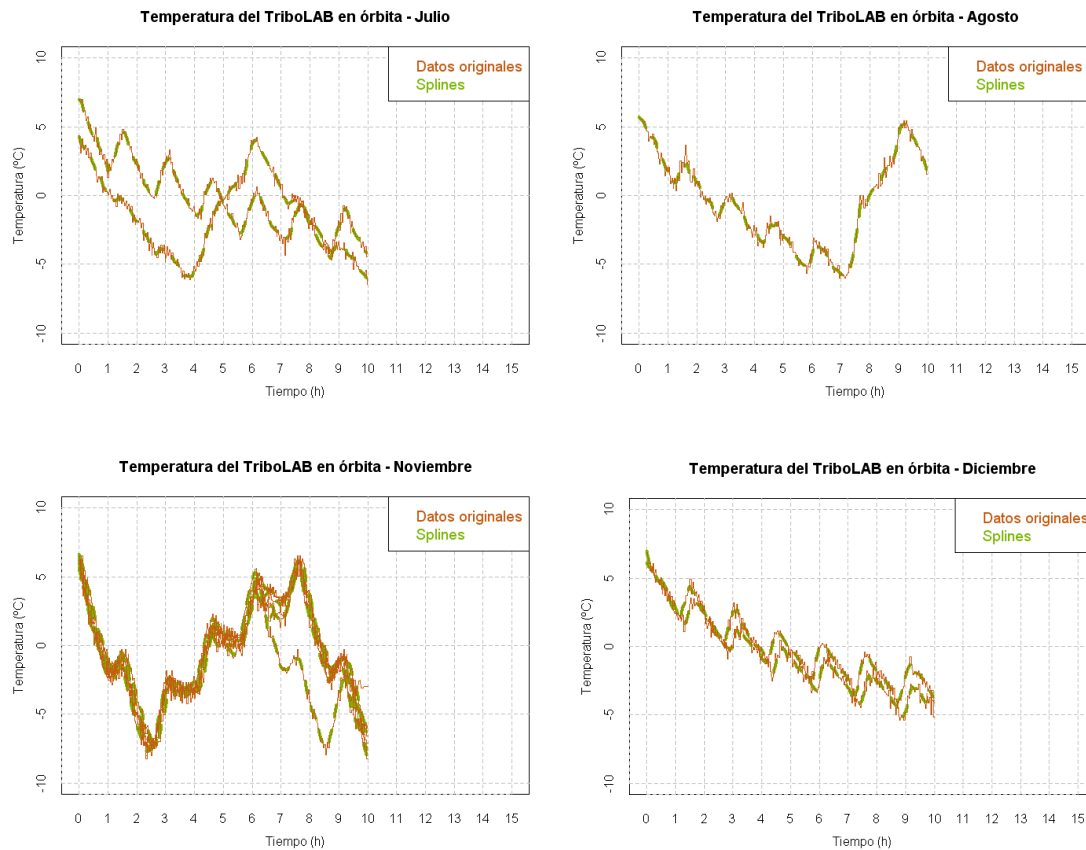 Temperatura del TriboLAB en órbita - Julio
Datos originales
Splines
Temperatura (ºC)
10
5
0
-5
-10
0 1 2 3 4 5 6 7 8 9 10 11 12 13 14 15
Tiempo (h)
Temperatura del TriboLAB en órbita - Agosto
Datos originales
Splines
Temperatura (ºC)
10
5
0
-5
-10
0 1 2 3 4 5 6 7 8 9 10 11 12 13 14 15
Tiempo (h)
Temperatura del TriboLAB en órbita - Noviembre
Datos originales
Splines
Temperatura (ºC)
10
5
0
-5
-10
0 1 2 3 4 5 6 7 8 9 10 11 12 13 14 15
Tiempo (h)
Temperatura del TriboLAB en órbita - Diciembre
Datos originales
Splines
Temperatura (ºC)
10
5
0
-5
-10
0 1 2 3 4 5 6 7 8 9 10 11 12 13 14 15
Tiempo (h)